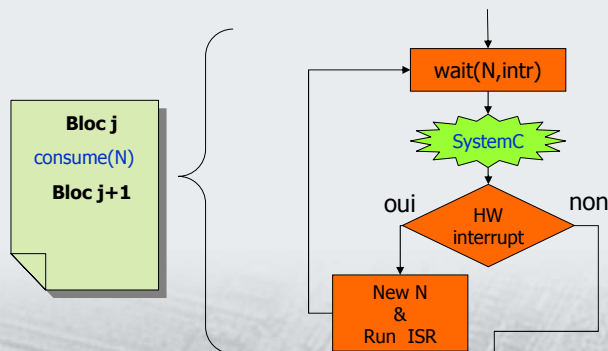 Bloc j
consume(N)
Bloc j+1
wait(N,intr)
SystemC
oui
HW
interrupt
non
New N
&
Run ISR